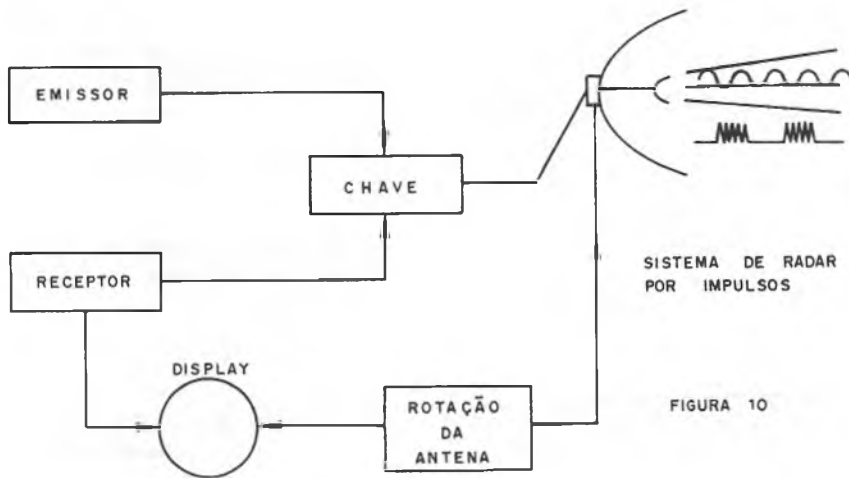 EMISSOR
CHAVE
RECEPTOR
SISTEMA DE RADAR
POR IMPULSOS
DISPLAY
ROTAÇÃO
DA
ANTENA
FIGURA 10